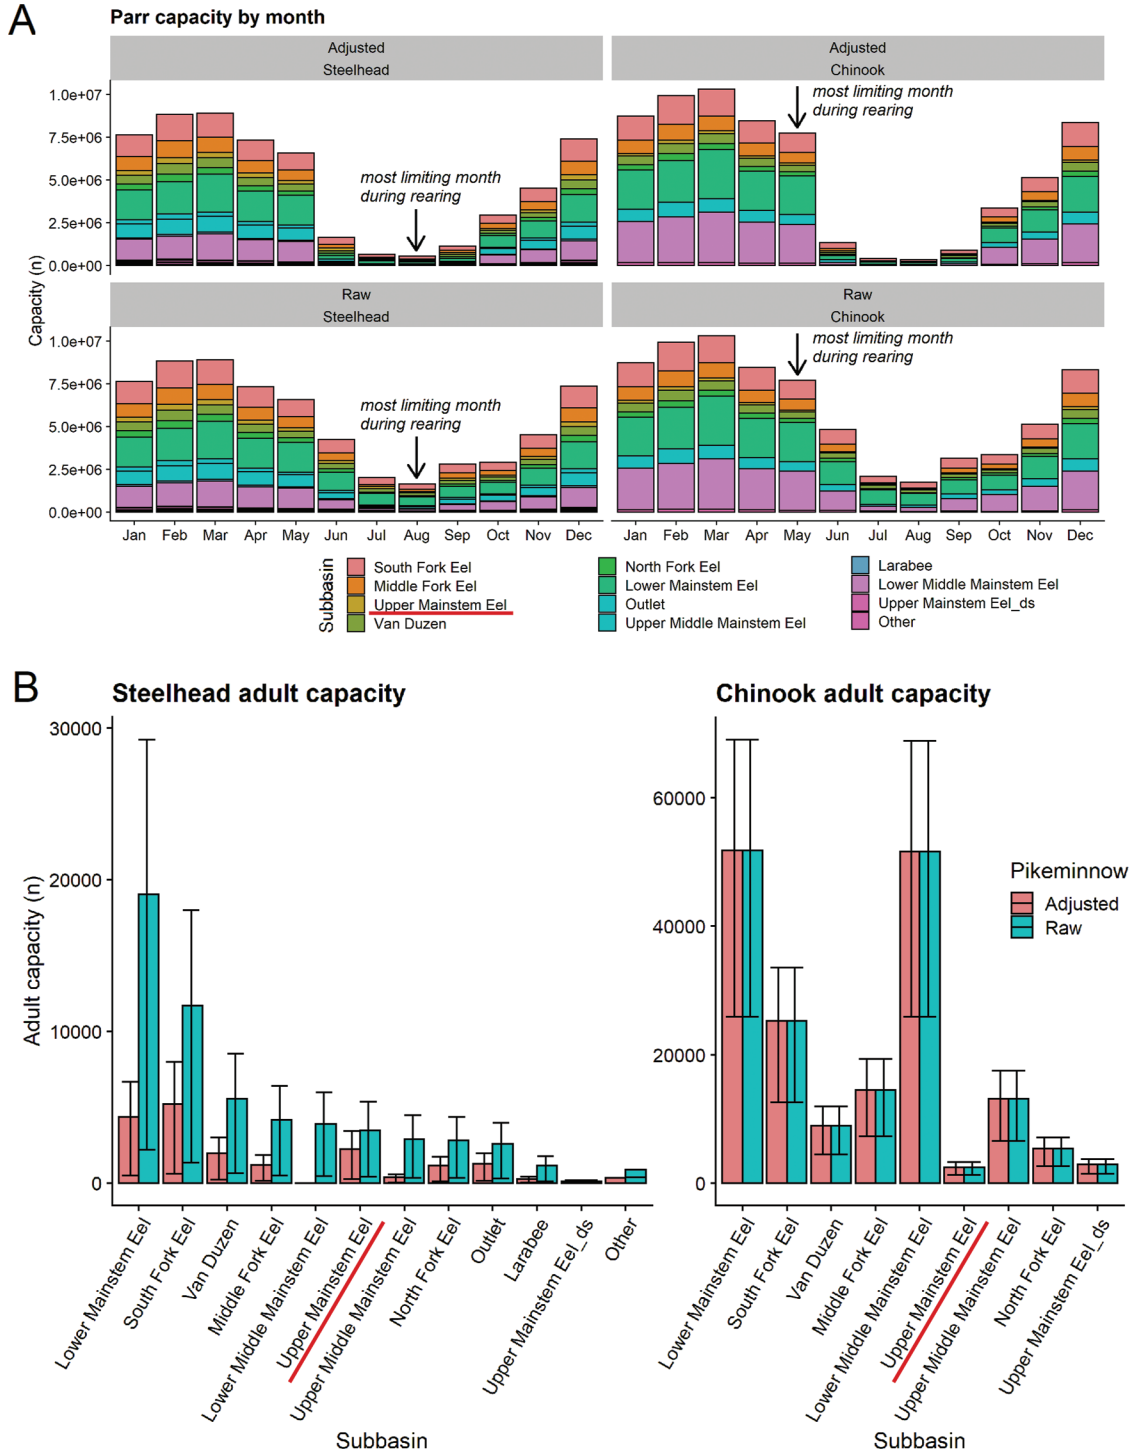 A
Parr capacity by month
Adjusted
Steelhead
Adjusted
Chinook
1.0e+07
7.5e+06
5.0e+06
2.5e+06
0.0e+00
most limiting month
during rearing
most limiting month
during rearing
Capacity (n)
Raw
Steelhead
Raw
Chinook
1.0e+07
7.5e+06
5.0e+06
2.5e+06
0.0e+00
most limiting month
during rearing
most limiting month
during rearing
Jan Feb Mar Apr May Jun Jul Aug Sep Oct Nov Dec
Jan Feb Mar Apr May Jun Jul Aug Sep Oct Nov Dec
Subbasin
South Fork Eel
Middle Fork Eel
Upper Mainstem Eel
Van Duzen
North Fork Eel
Lower Mainstem Eel
Outlet
Upper Middle Mainstem Eel
Larabee
Lower Middle Mainstem Eel
Upper Mainstem Eel_ds
Other
B
Steelhead adult capacity
30000
20000
10000
0
Adult capacity (n)
Lower Mainstem Eel
South Fork Eel
Van Duzen
Middle Fork Eel
Lower Middle Mainstem Eel
Upper Mainstem Eel
Upper Middle Mainstem Eel
North Fork Eel
Outlet
Larabee
Upper Mainstem Eel_ds
Other
Subbasin
Chinook adult capacity
60000
40000
20000
0
Pikeminnow
Adjusted
Raw
Lower Mainstem Eel
South Fork Eel
Van Duzen
Middle Fork Eel
Lower Middle Mainstem Eel
Upper Mainstem Eel
Upper Middle Mainstem Eel
North Fork Eel
Upper Mainstem Eel_ds
Subbasin